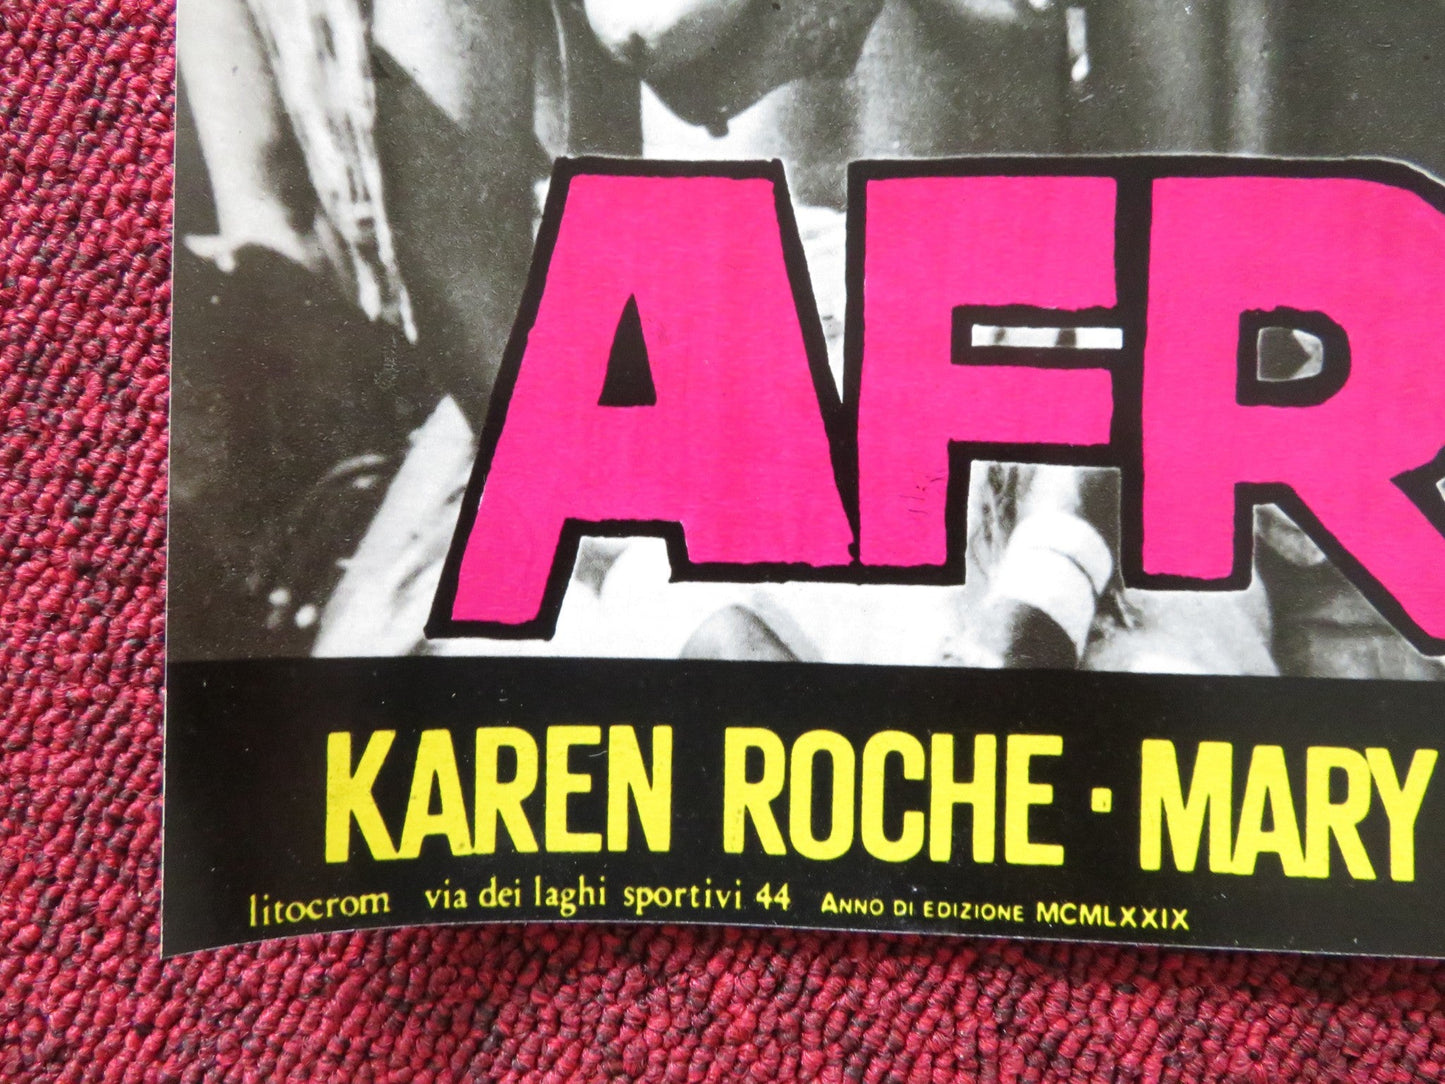 AFR
KAREN ROCHE · MARY
litocrom via dei laghi sportivi 44 ANNO DI EDIZIONE MCMLXXIX